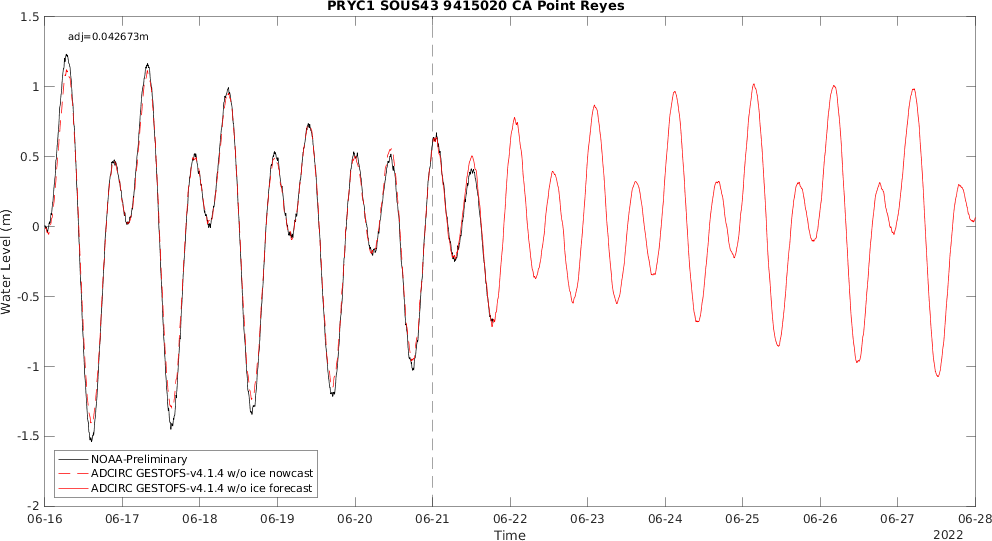 PRYC1 SOUS43 9415020 CA Point Reyes
adj=0.042673m
1.5
1
0.5
0
-0.5
-1
-1.5
-2
Water Level (m)
NOAA-Preliminary
ADCIRC GESTOFS-v4.1.4 w/o ice nowcast
ADCIRC GESTOFS-v4.1.4 w/o ice forecast
06-16 06-17 06-18 06-19 06-20 06-21 06-22 06-23 06-24 06-25 06-26 06-27 06-28
Time
2022